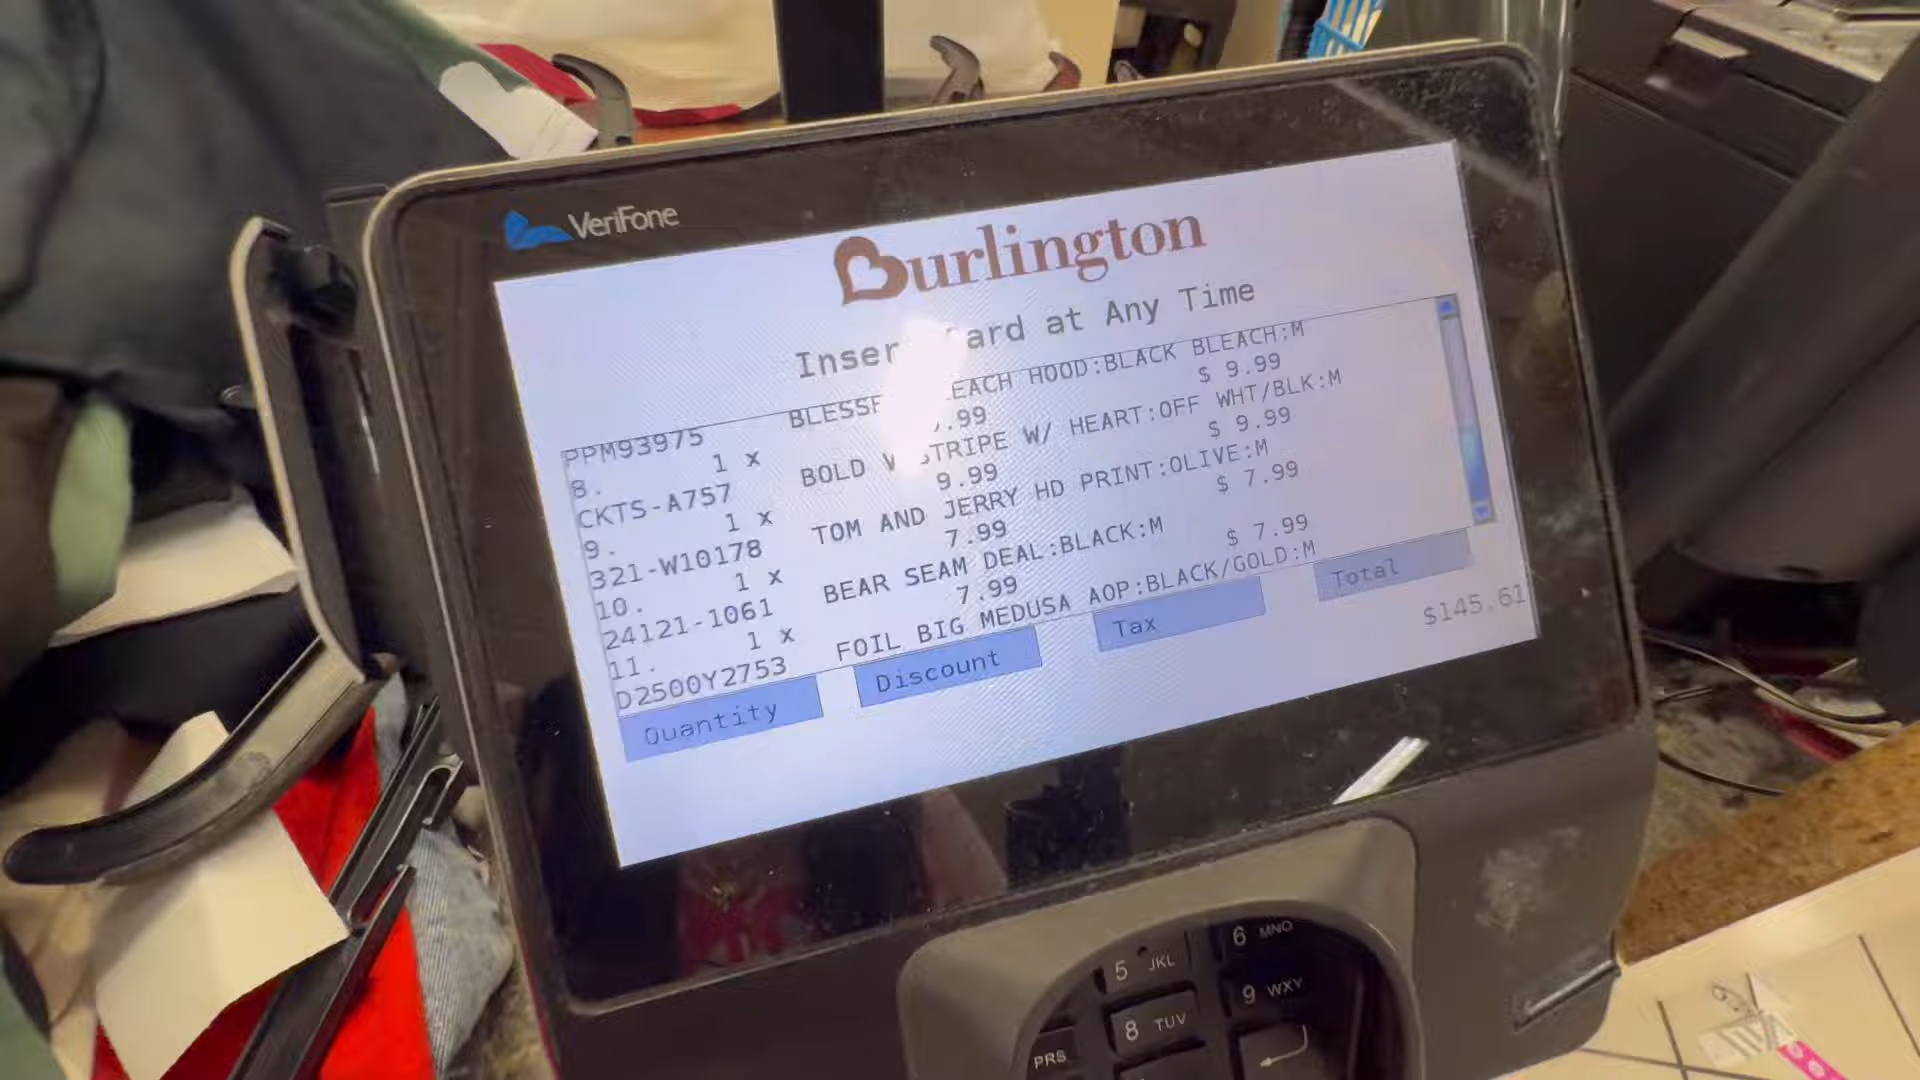 VeriFone
Burlington
Insert Card at Any Time
PPM93975 BLESSED BLEACH HOOD:BLACK BLEACH:M
1 x .99 $ 9.99
8.
CKTS-A757 BOLD STRIPE W/ HEART:OFF WHT/BLK:M
1 x 9.99 $ 9.99
9.
321-W10178 TOM AND JERRY HD PRINT:OLIVE:M
1 x 7.99 $ 7.99
10.
24121-1061 BEAR SEAM DEAL:BLACK:M
1 x 7.99 $ 7.99
11.
D2500Y2753 FOIL BIG MEDUSA AOP:BLACK/GOLD:M
Quantity Discount Tax Total
$145.61
5 JKL 6 MNO
PRS 8 TUV 9 WXY